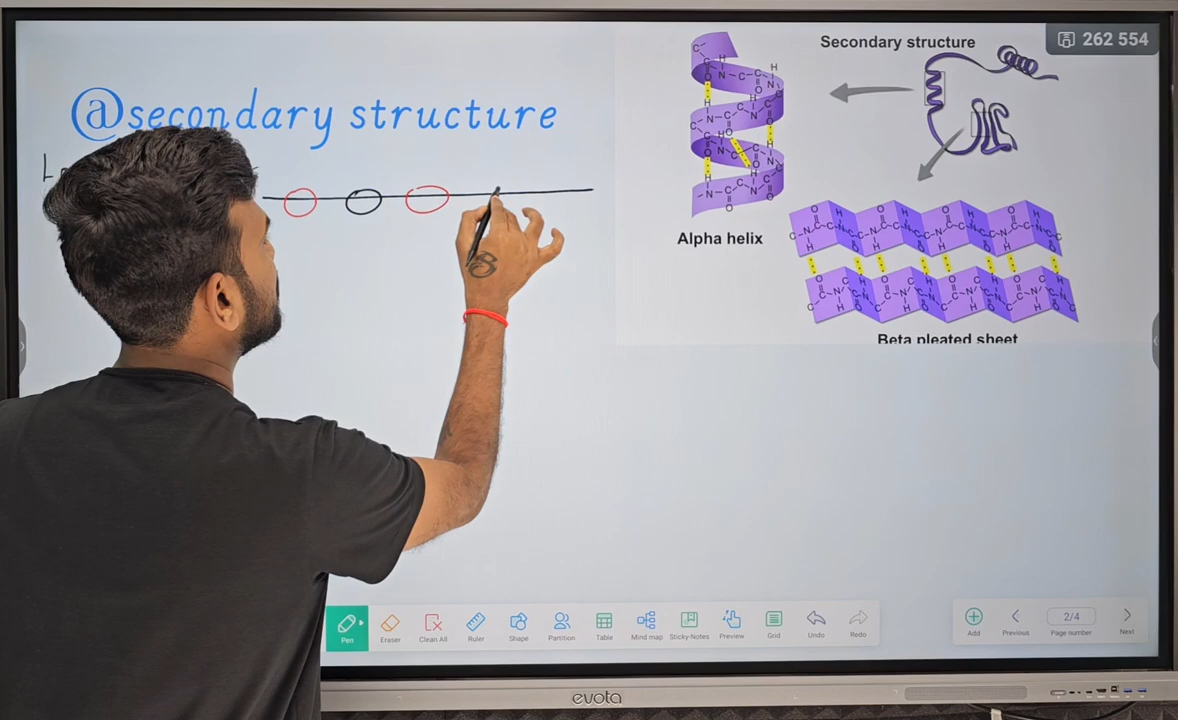 262 554
Secondary structure
@secondary structure
Alpha helix
Beta pleated sheet
Pen
Eraser
Clean All
Ruler
Shape
Partition
Table
Mind map
Sticky-Notes
Preview
Grid
Undo
Redo
Add
Previous
2/4
Page number
Next
evota